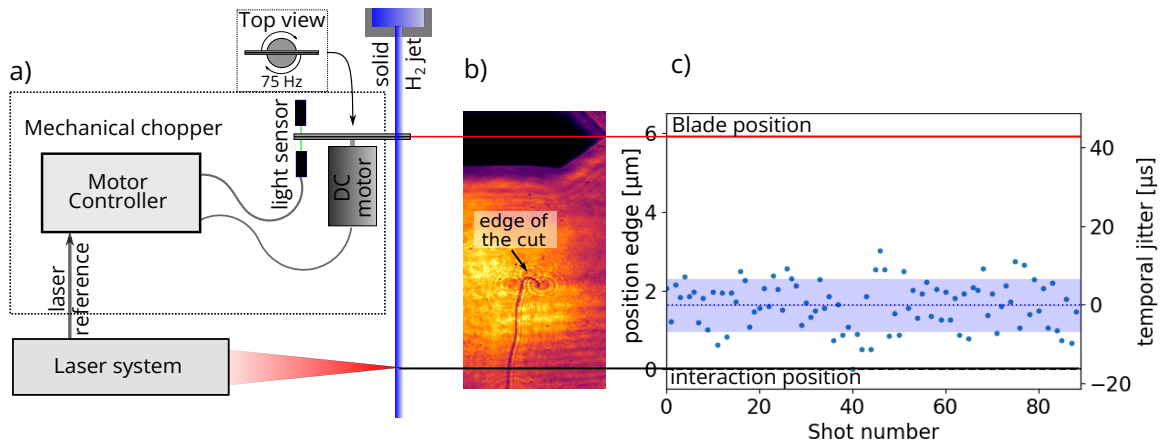 a)
Top view
75 Hz
solid
H₂ jet
Mechanical chopper
light sensor
Motor
Controller
DC
motor
laser
reference
Laser system
b)
edge of
the cut
c)
Blade position
interaction position
position edge [µm]
6
4
2
0
temporal jitter [µs]
40
20
0
−20
0
20
40
60
80
Shot number